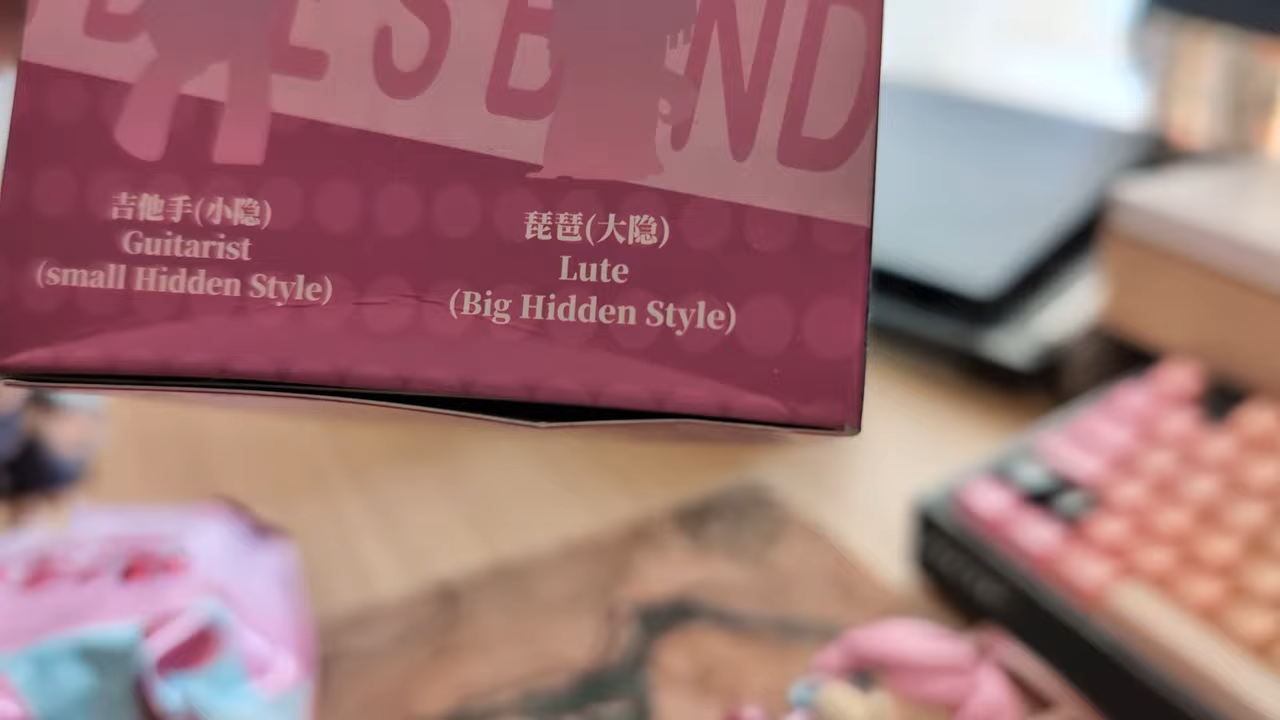 吉他手(小隐)
Guitarist
(small Hidden Style)
琵琶(大隐)
Lute
(Big Hidden Style)